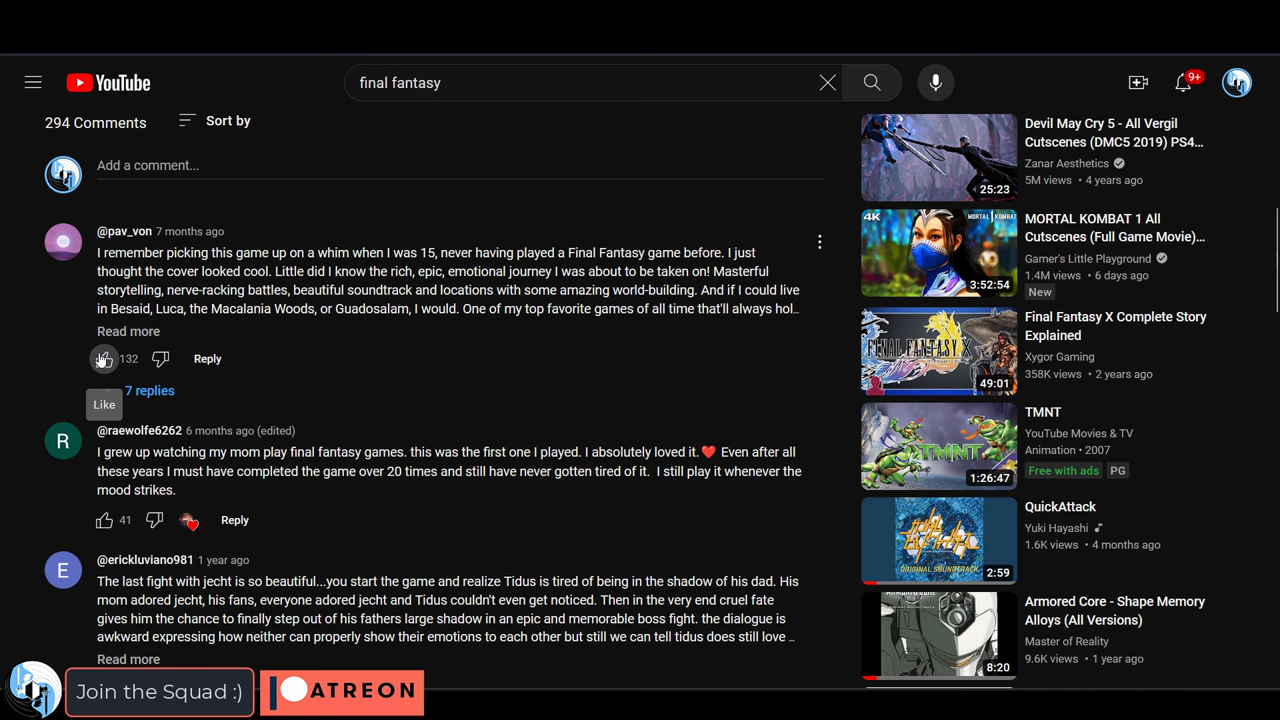 YouTube
final fantasy
9+
294 Comments
Sort by
Add a comment...
@pav_von 7 months ago
I remember picking this game up on a whim when I was 15, never having played a Final Fantasy game before. I just
thought the cover looked cool. Little did I know the rich, epic, emotional journey I was about to be taken on! Masterful
storytelling, nerve-racking battles, beautiful soundtrack and locations with some amazing world-building. And if I could live
in Besaid, Luca, the Macalania Woods, or Guadosalam, I would. One of my top favorite games of all time that'll always hol...
Read more
132
Reply
7 replies
Like
R
@raewolfe6262 6 months ago (edited)
I grew up watching my mom play final fantasy games. this was the first one I played. I absolutely loved it.❤️ Even after all
these years I must have completed the game over 20 times and still have never gotten tired of it. I still play it whenever the
mood strikes.
41
Reply
E
@erickluviano981 1 year ago
The last fight with jecht is so beautiful...you start the game and realize Tidus is tired of being in the shadow of his dad. His
mom adored jecht, his fans, everyone adored jecht and Tidus couldn't even get noticed. Then in the very end cruel fate
gives him the chance to finally step out of his fathers large shadow in an epic and memorable boss fight. the dialogue is
awkward expressing how neither can properly show their emotions to each other but still we can tell tidus does still love ..
Read more
25:23
Devil May Cry 5 - All Vergil
Cutscenes (DMC5 2019) PS4...
Zanar Aesthetics
5M views • 4 years ago
4K
MORTAL KOMBAT
3:52:54
MORTAL KOMBAT 1 All
Cutscenes (Full Game Movie)...
Gamer's Little Playground
1.4M views • 6 days ago
New
FINAL FANTASY X
49:01
Final Fantasy X Complete Story
Explained
Xygor Gaming
358K views • 2 years ago
TMNT
1:26:47
TMNT
YouTube Movies & TV
Animation • 2007
Free with ads
PG
ORIGINAL SOUNDTRACK
2:59
QuickAttack
Yuki Hayashi
1.6K views • 4 months ago
8:20
Armored Core - Shape Memory
Alloys (All Versions)
Master of Reality
9.6K views • 1 year ago
Join the Squad :)
PATREON